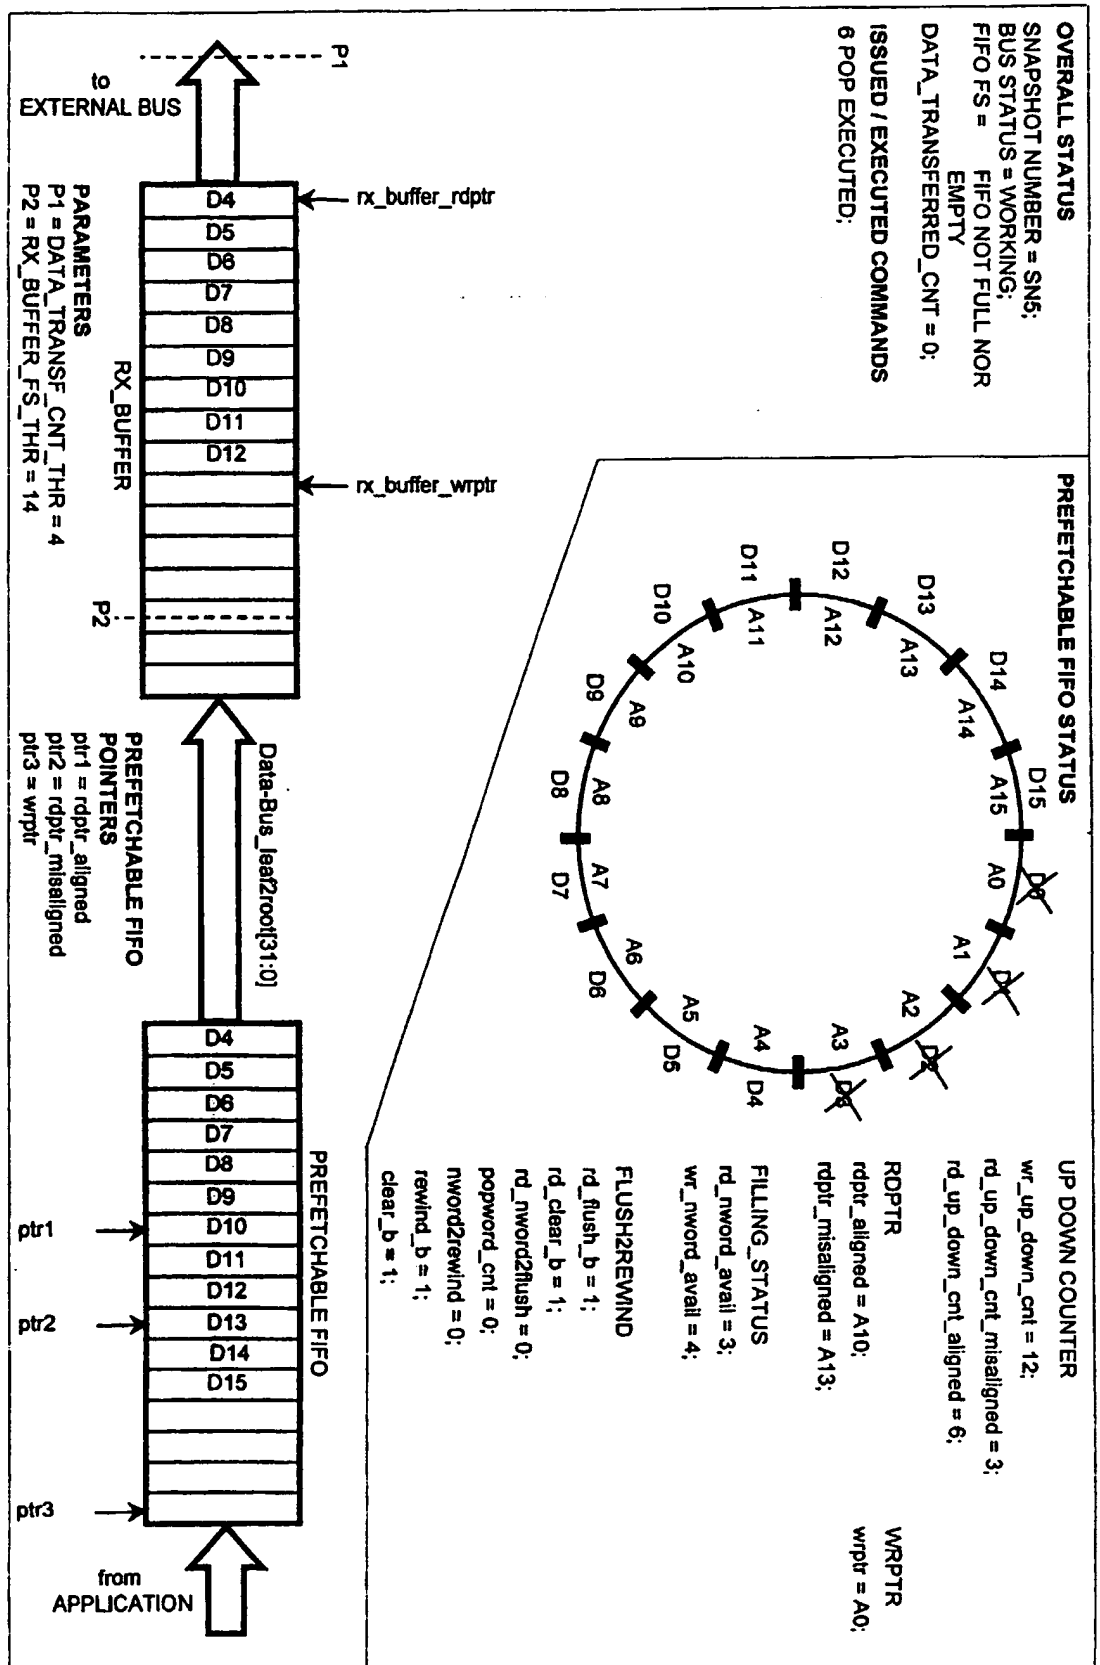 OVERALL STATUS
SNAPSHOT NUMBER = SN5;
BUS STATUS = WORKING;
FIFO FS = FIFO NOT FULL NOR
EMPTY
DATA_TRANSFERRED_CNT = 0;
ISSUED / EXECUTED COMMANDS
6 POP EXECUTED;
PREFETCHABLE FIFO STATUS
D11
D12
D13
D14
D15
D0
D1
D2
D3
D4
D5
D6
D7
D8
D9
D10
A11
A12
A13
A14
A15
A0
A1
A2
A3
A4
A5
A6
A7
A8
A9
A10
UP DOWN COUNTER
wr_up_down_cnt = 12;
rd_up_down_cnt_misaligned = 3;
rd_up_down_cnt_aligned = 6;
RDPTR
rdptr_aligned = A10;
rdptr_misaligned = A13;
WRPTR
wrptr = A0;
FILLING_STATUS
rd_nword_avail = 3;
wr_nword_avail = 4;
FLUSH2REWIND
rd_flush_b = 1;
rd_clear_b = 1;
rd_nword2flush = 0;
popword_cnt = 0;
nword2rewind = 0;
rewind_b = 1;
clear_b = 1;
P1
to
EXTERNAL BUS
rx_buffer_rdptr
rx_buffer_wrptr
D4
D5
D6
D7
D8
D9
D10
D11
D12
RX_BUFFER
P2
PARAMETERS
P1 = DATA_TRANSF_CNT_THR = 4
P2 = RX_BUFFER_FS_THR = 14
Data-Bus_leaf2root[31:0]
PREFETCHABLE FIFO
POINTERS
ptr1 = rdptr_aligned
ptr2 = rdptr_misaligned
ptr3 = wrptr
PREFETCHABLE FIFO
D4
D5
D6
D7
D8
D9
D10
D11
D12
D13
D14
D15
ptr1
ptr2
ptr3
from
APPLICATION